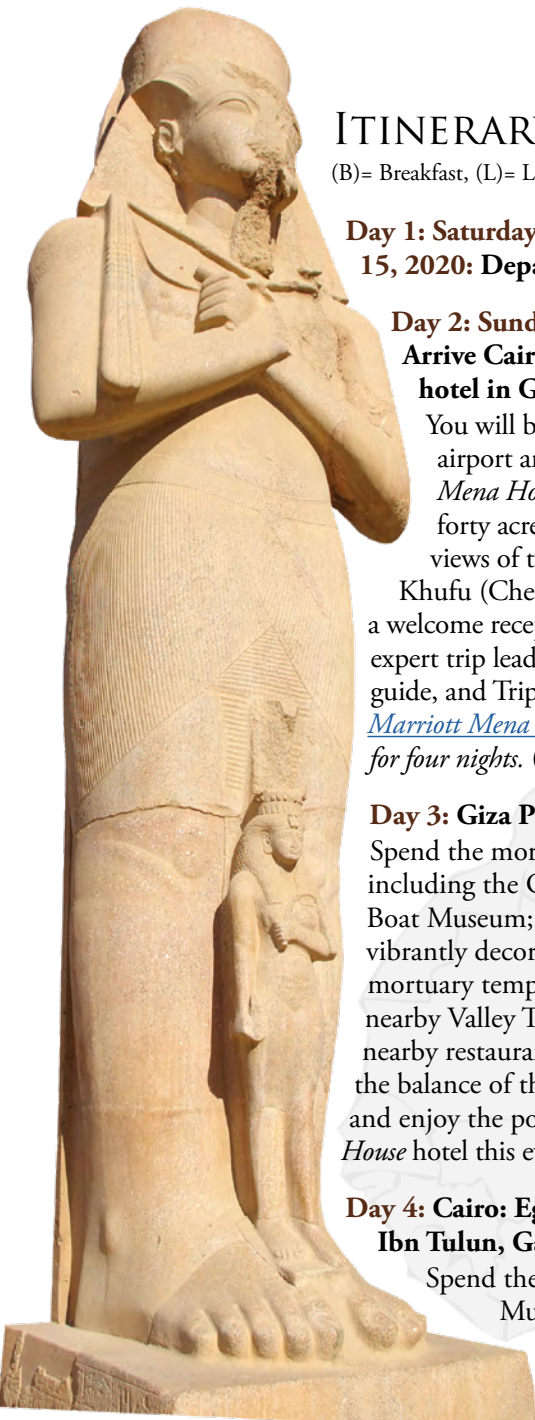 ITINERARY
(B)= Breakfast, (L)= L
Day 1: Saturday
15, 2020: Depa
Day 2: Sund
Arrive Cair
hotel in G
You will b
airport an
Mena Ho
forty acre
views of t
Khufu (Che
a welcome rece
expert trip lead
guide, and Trip
Marriott Mena
for four nights. (
Day 3: Giza P
Spend the mor
including the G
Boat Museum;
vibrantly decor
mortuary temp
nearby Valley T
nearby restaura
the balance of th
and enjoy the po
House hotel this ev
Day 4: Cairo: Eg
Ibn Tulun, Ga
Spend the
Mu